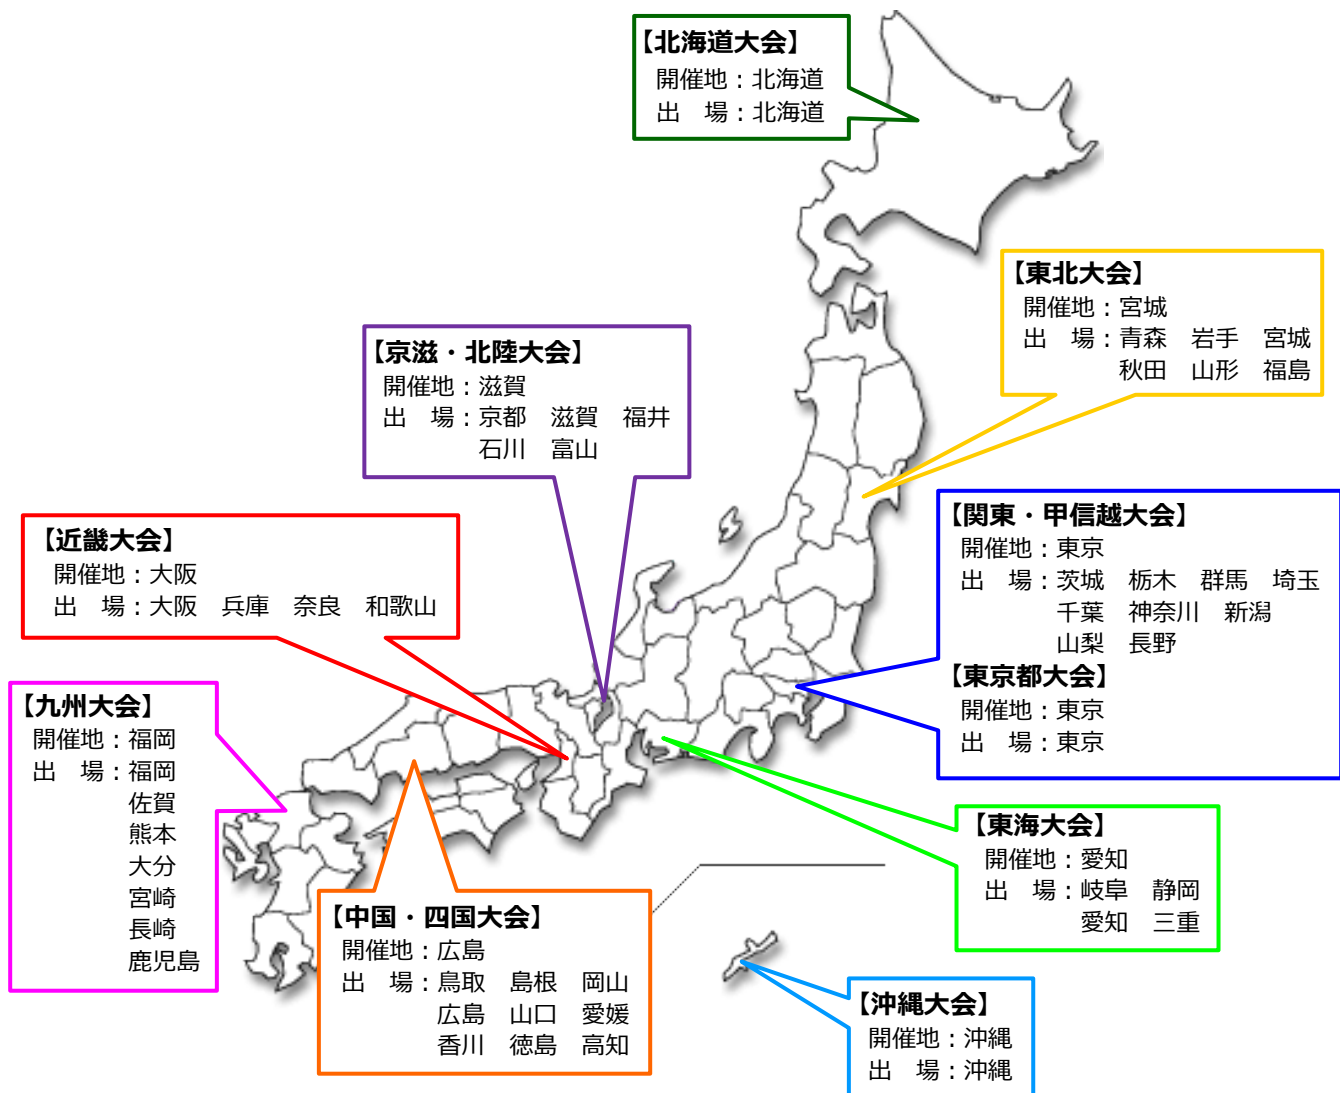 【北海道大会】
開催地：北海道
出　場：北海道
【東北大会】
開催地：宮城
出　場：青森　岩手　宮城
秋田　山形　福島
【京滋・北陸大会】
開催地：滋賀
出　場：京都　滋賀　福井
石川　富山
【関東・甲信越大会】
開催地：東京
出　場：茨城　栃木　群馬　埼玉
千葉　神奈川　新潟
山梨　長野
【東京都大会】
開催地：東京
出　場：東京
【近畿大会】
開催地：大阪
出　場：大阪　兵庫　奈良　和歌山
【九州大会】
開催地：福岡
出　場：福岡
佐賀
熊本
大分
宮崎
長崎
鹿児島
【東海大会】
開催地：愛知
出　場：岐阜　静岡
愛知　三重
【中国・四国大会】
開催地：広島
出　場：鳥取　島根　岡山
広島　山口　愛媛
香川　徳島　高知
【沖縄大会】
開催地：沖縄
出　場：沖縄